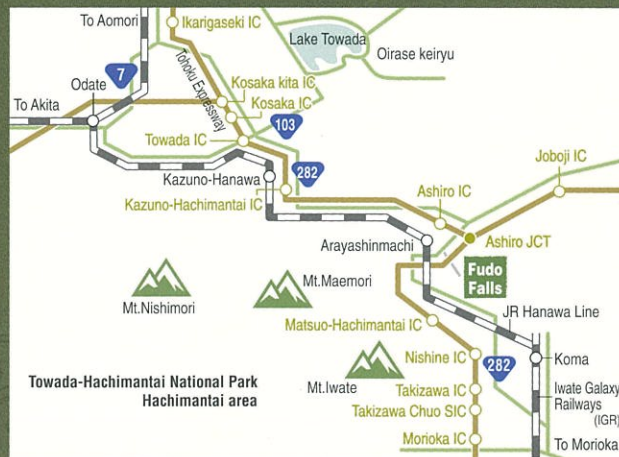 To Aomori
Ikarigaseki IC
Lake Towada
Oirase keiryu
7
Tohoku Expressway
Kosaka kita IC
Odate
Kosaka IC
To Akita
103
Towada IC
Joboji IC
282
Kazuno-Hanawa
Kazuno-Hachimantai IC
Ashiro IC
Arayashinmachi
Ashiro JCT
Fudo
Falls
Mt.Maemori
Mt.Nishimori
Matsuo-Hachimantai IC
JR Hanawa Line
Nishine IC
282
Koma
Mt.Iwate
Towada-Hachimantai National Park
Hachimantai area
Takizawa IC
Iwate Galaxy
Railways
(IGR)
Takizawa Chuo SIC
Morioka IC
To Morioka